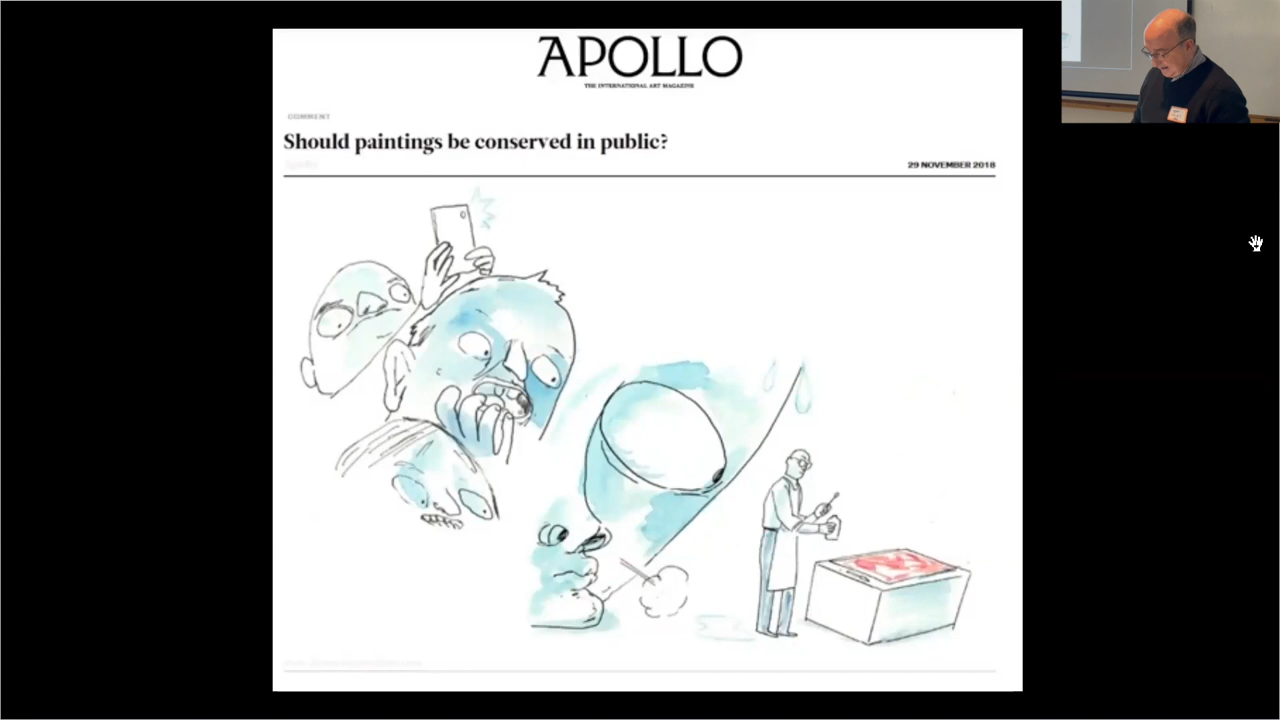 APOLLO
THE INTERNATIONAL ART MAGAZINE
COMMENT
Should paintings be conserved in public?
29 NOVEMBER 2018